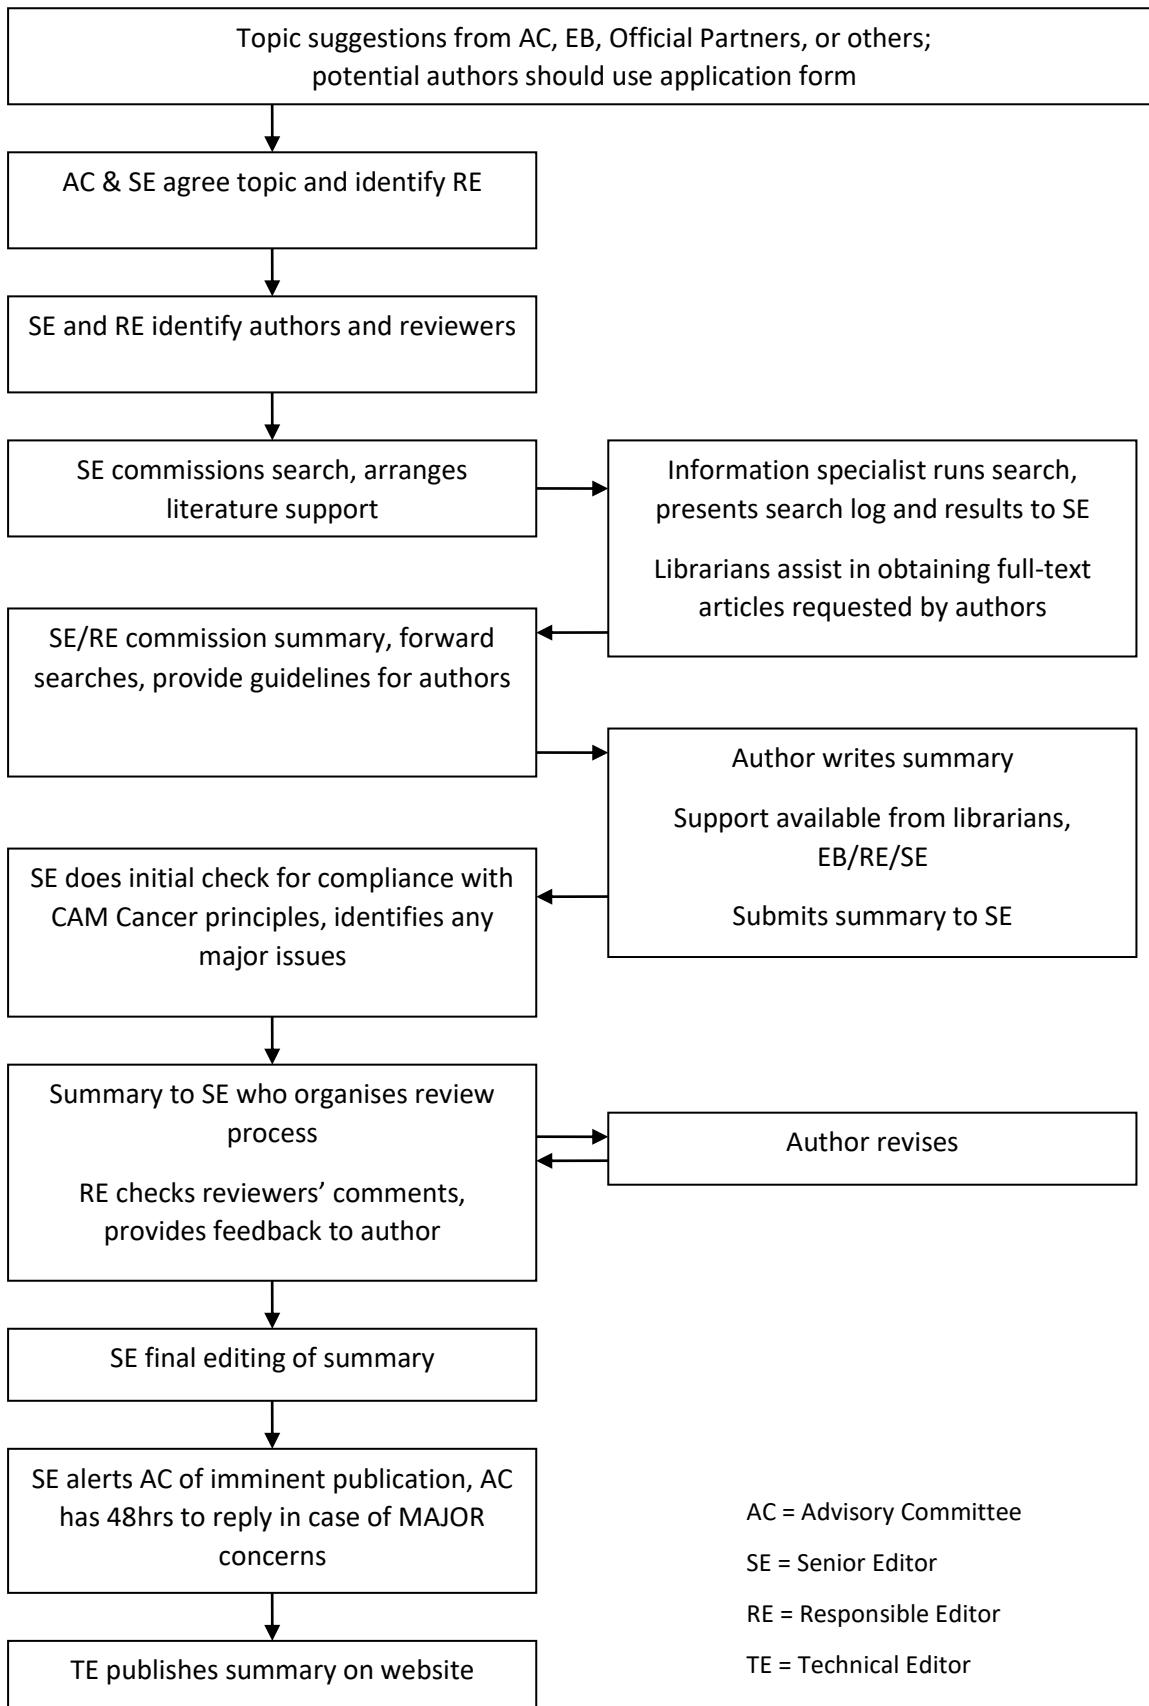 Topic suggestions from AC, EB, Official Partners, or others;
potential authors should use application form
AC & SE agree topic and identify RE
SE and RE identify authors and reviewers
SE commissions search, arranges
literature support
Information specialist runs search,
presents search log and results to SE
Librarians assist in obtaining full-text
articles requested by authors
SE/RE commission summary, forward
searches, provide guidelines for authors
Author writes summary
Support available from librarians,
EB/RE/SE
Submits summary to SE
SE does initial check for compliance with
CAM Cancer principles, identifies any
major issues
Summary to SE who organises review
process
RE checks reviewers’ comments,
provides feedback to author
Author revises
SE final editing of summary
SE alerts AC of imminent publication, AC
has 48hrs to reply in case of MAJOR
concerns
TE publishes summary on website
AC = Advisory Committee
SE = Senior Editor
RE = Responsible Editor
TE = Technical Editor